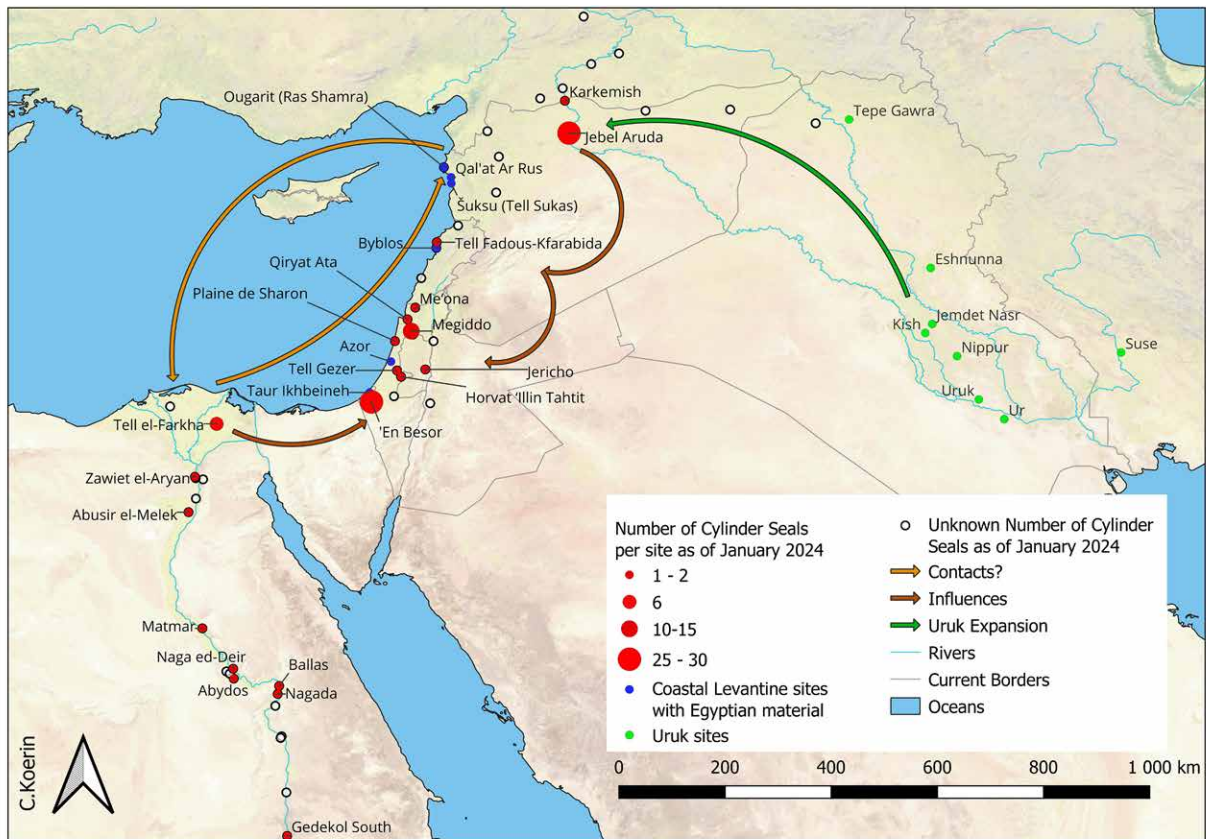 Karkemish
Ougarit (Ras Shamra)
Tepe Gawra
Jebel Aruda
Qal'at Ar Rus
Suksu (Tell Sukas)
Byblos
Tell Fadous-Kfarabida
Qiryat Ata
Eshnunna
Plaine de Sharon
Me'ona
Megiddo
Jemdet Nasr
Kish
Azor
Nippur
Suse
Tell Gezer
Jericho
Taur Ikhbeineh
Horvat 'Illin Tahtit
Uruk
Ur
Tell el-Farkha
'En Besor
Zawiet el-Aryan
Abusir el-Melek
Matmar
Naga ed-Deir
Ballas
Abydos
Nagada
Gedekol South
C.Koerin
Number of Cylinder Seals
per site as of January 2024
1 - 2
6
10-15
25 - 30
Coastal Levantine sites
with Egyptian material
Uruk sites
Unknown Number of Cylinder
Seals as of January 2024
Contacts?
Influences
Uruk Expansion
Rivers
Current Borders
Oceans
0 200 400 600 800 1 000 km